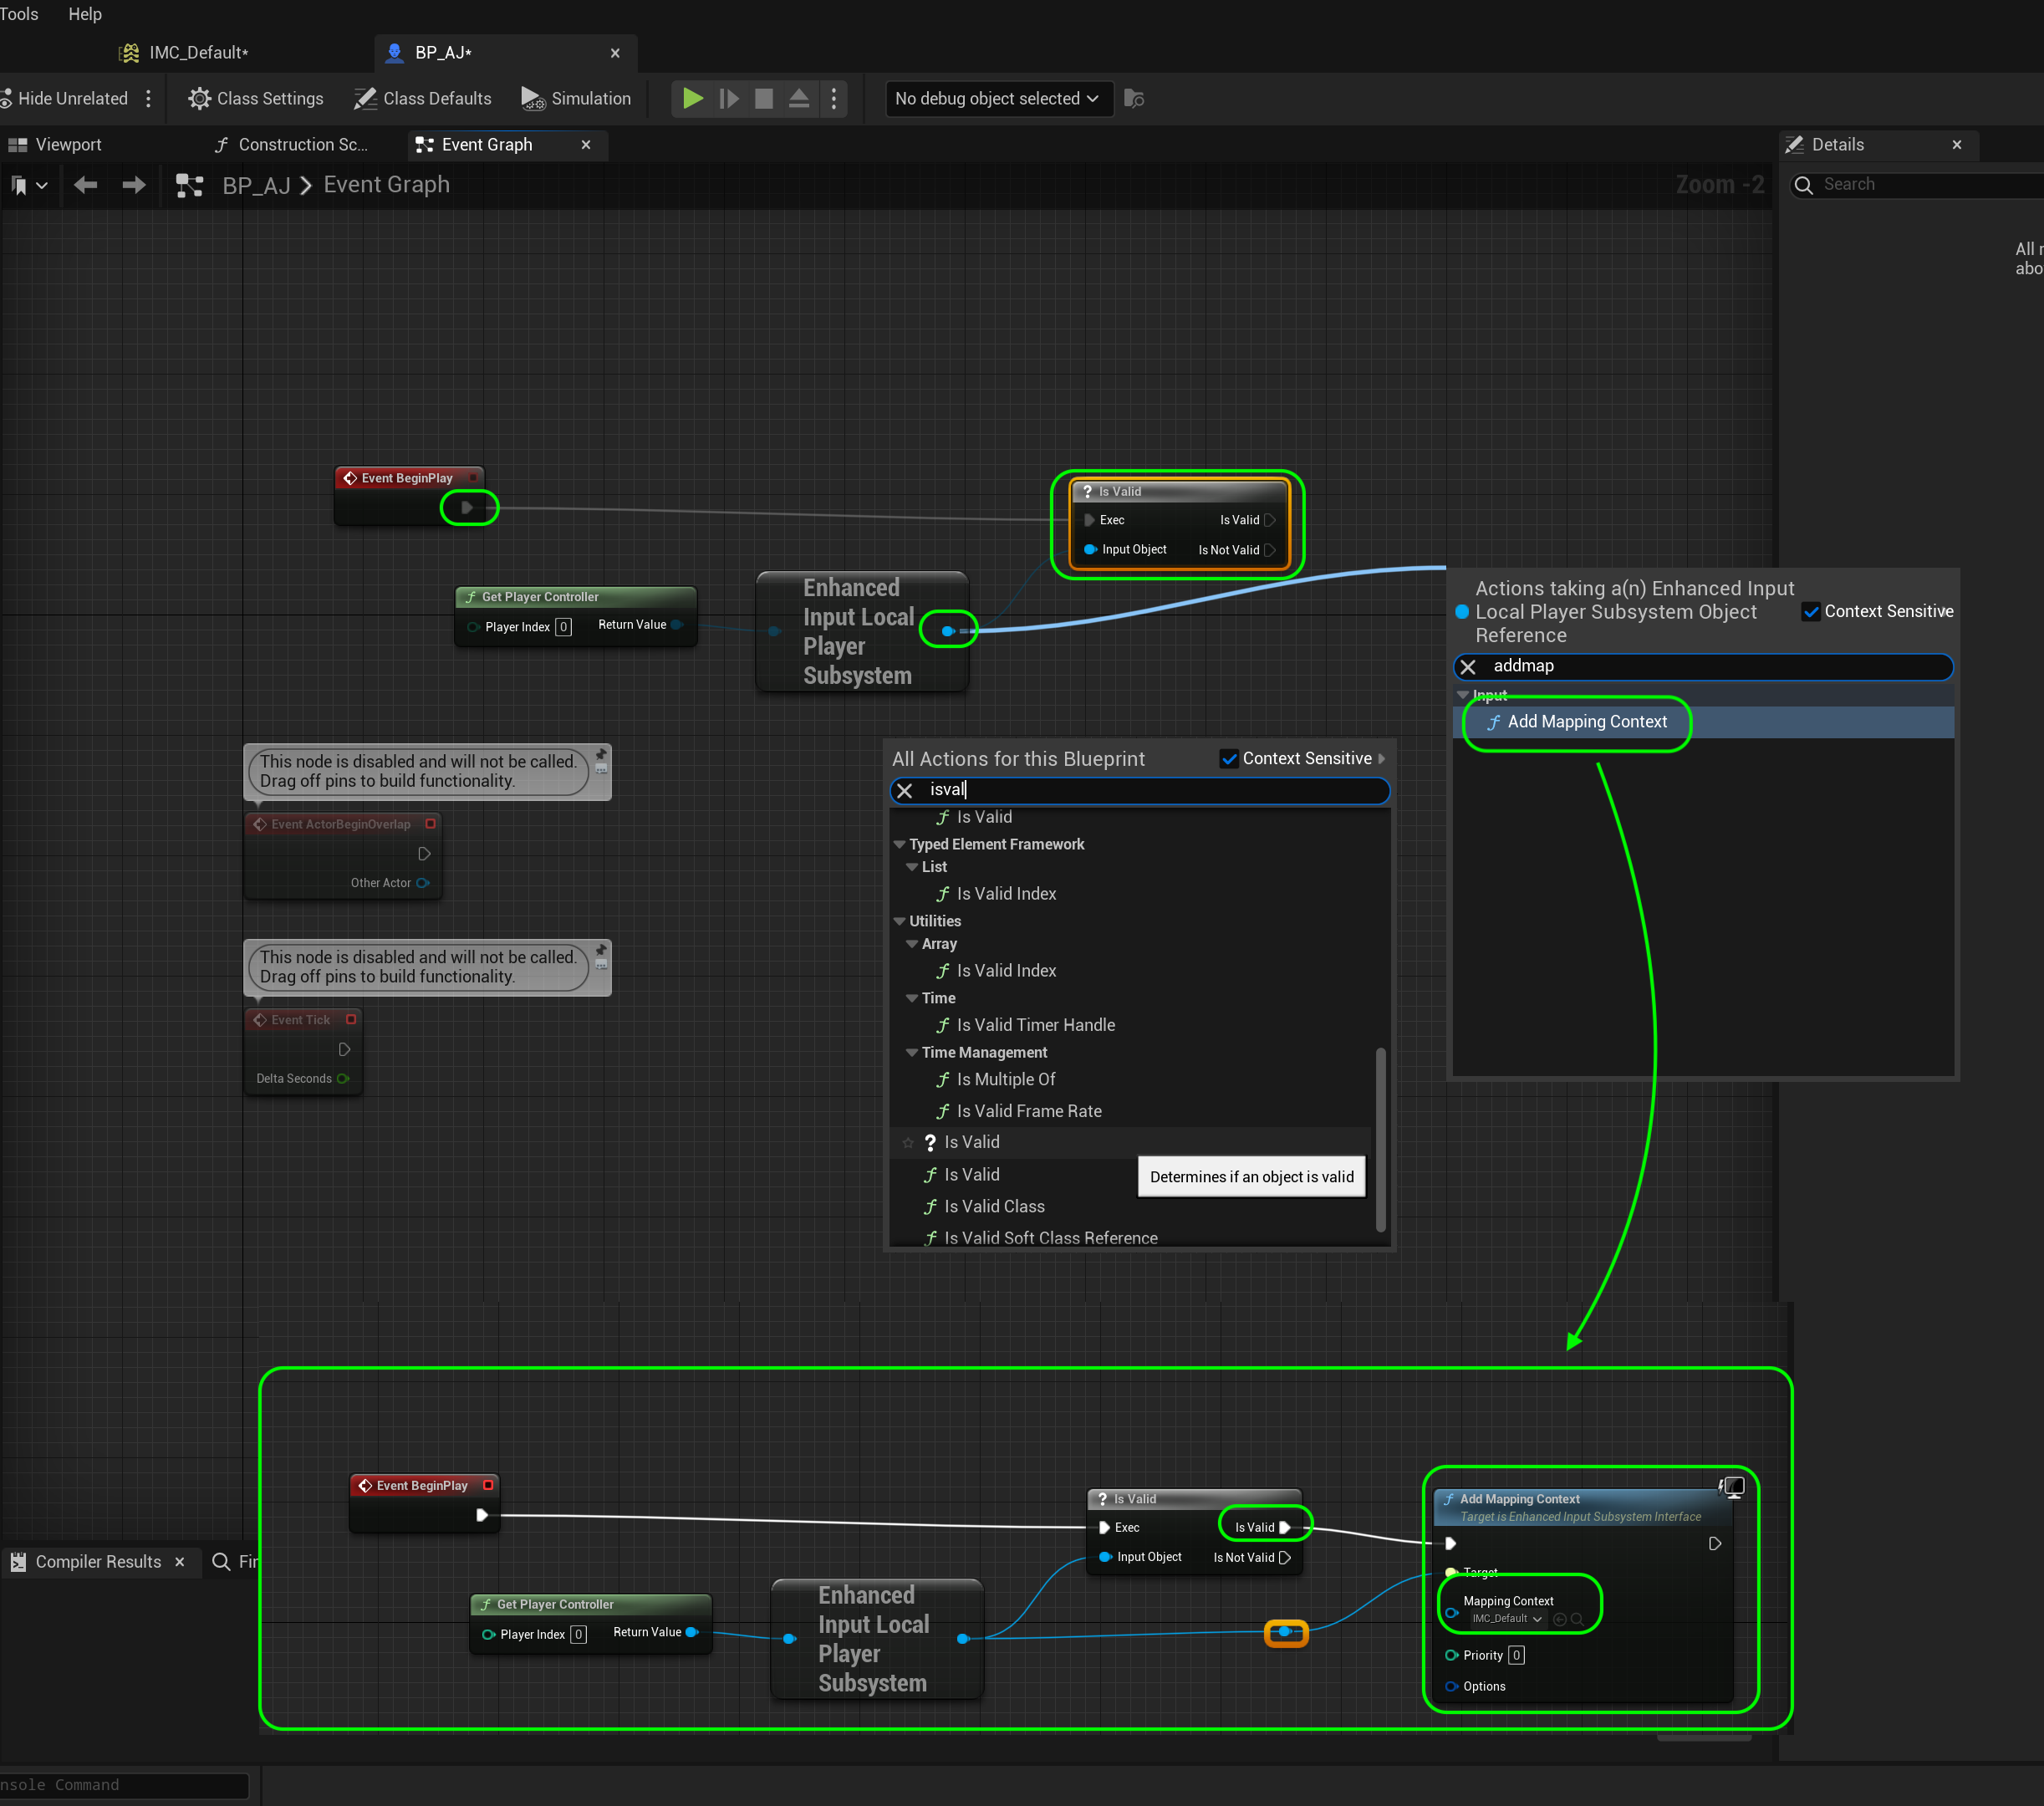 Tools Help
IMC_Default* BP_AJ*
Hide Unrelated Class Settings Class Defaults Simulation No debug object selected
Viewport Construction Sc... Event Graph Details
BP_AJ Event Graph Zoom -2 Search
All
abo
Event BeginPlay
Is Valid
Exec Is Valid
Input Object Is Not Valid
Get Player Controller
Player Index 0 Return Value
Enhanced
Input Local
Player
Subsystem
Actions taking a(n) Enhanced Input
Local Player Subsystem Object
Reference
Context Sensitive
addmap
Input
Add Mapping Context
This node is disabled and will not be called.
Drag off pins to build functionality.
Event ActorBeginOverlap
Other Actor
This node is disabled and will not be called.
Drag off pins to build functionality.
Event Tick
Delta Seconds
All Actions for this Blueprint Context Sensitive
isval
Is Valid
Typed Element Framework
List
Is Valid Index
Utilities
Array
Is Valid Index
Time
Is Valid Timer Handle
Time Management
Is Multiple Of
Is Valid Frame Rate
Is Valid
Is Valid
Determines if an object is valid
Is Valid Class
Is Valid Soft Class Reference
Event BeginPlay
Is Valid
Exec Is Valid
Input Object Is Not Valid
Get Player Controller
Player Index 0 Return Value
Enhanced
Input Local
Player
Subsystem
Add Mapping Context
Target is Enhanced Input Subsystem Interface
Target
Mapping Context
IMC_Default
Priority 0
Options
Compiler Results Fin
nsole Command